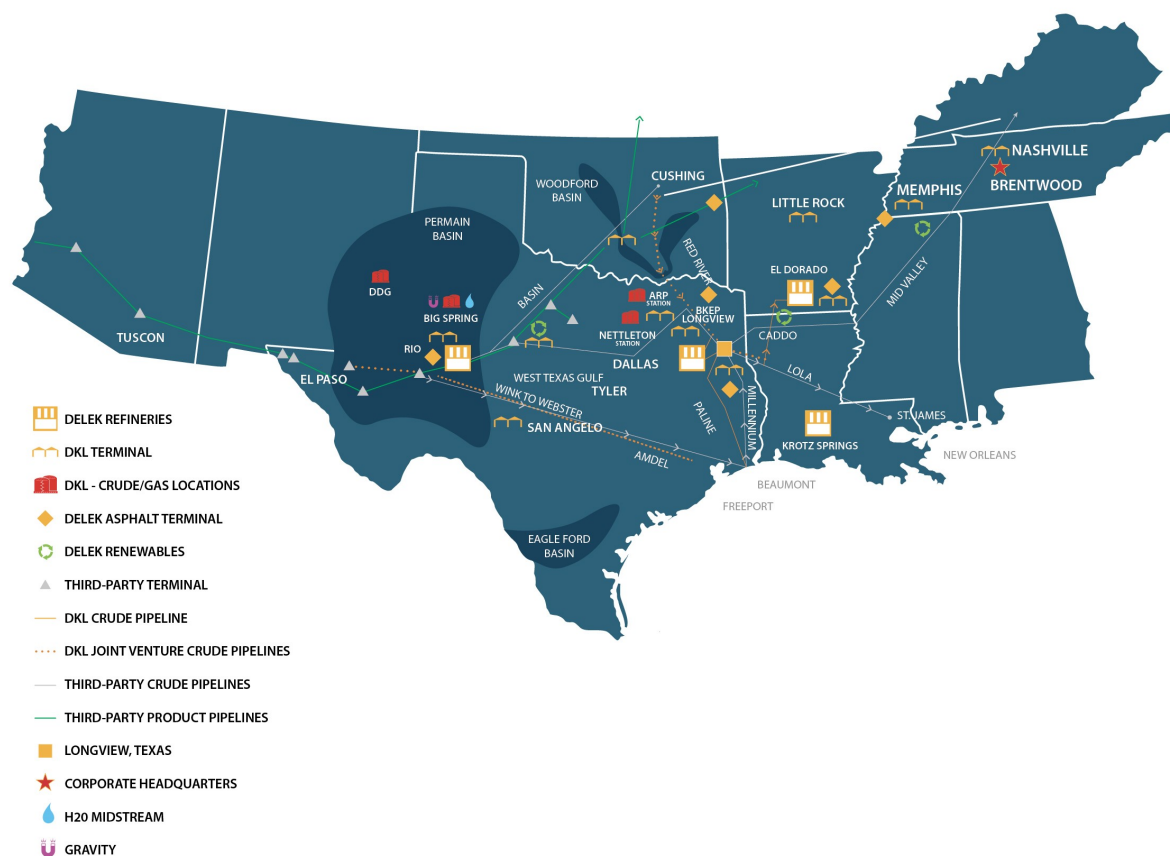 CUSHING
WOODFORD
BASIN
NASHVILLE
BRENTWOOD
MEMPHIS
LITTLE ROCK
PERMAIN
BASIN
RED RIVER
DDG
BIG SPRING
BASIN
EL DORADO
MID VALLEY
ARP
STATION
BKEP
LONGVIEW
NETTLETON
STATION
CADDO
TUSCON
RIO
DALLAS
EL PASO
WEST TEXAS GULF
TYLER
LOLA
WINK TO WEBSTER
SAN ANGELO
PALINE
MILLENNIUM
ST. JAMES
KROTZ SPRINGS
AMDEL
NEW ORLEANS
BEAUMONT
FREEPORT
EAGLE FORD
BASIN
DELEK REFINERIES
DKL TERMINAL
DKL - CRUDE/GAS LOCATIONS
DELEK ASPHALT TERMINAL
DELEK RENEWABLES
THIRD-PARTY TERMINAL
DKL CRUDE PIPELINE
DKL JOINT VENTURE CRUDE PIPELINES
THIRD-PARTY CRUDE PIPELINES
THIRD-PARTY PRODUCT PIPELINES
LONGVIEW, TEXAS
CORPORATE HEADQUARTERS
H20 MIDSTREAM
GRAVITY